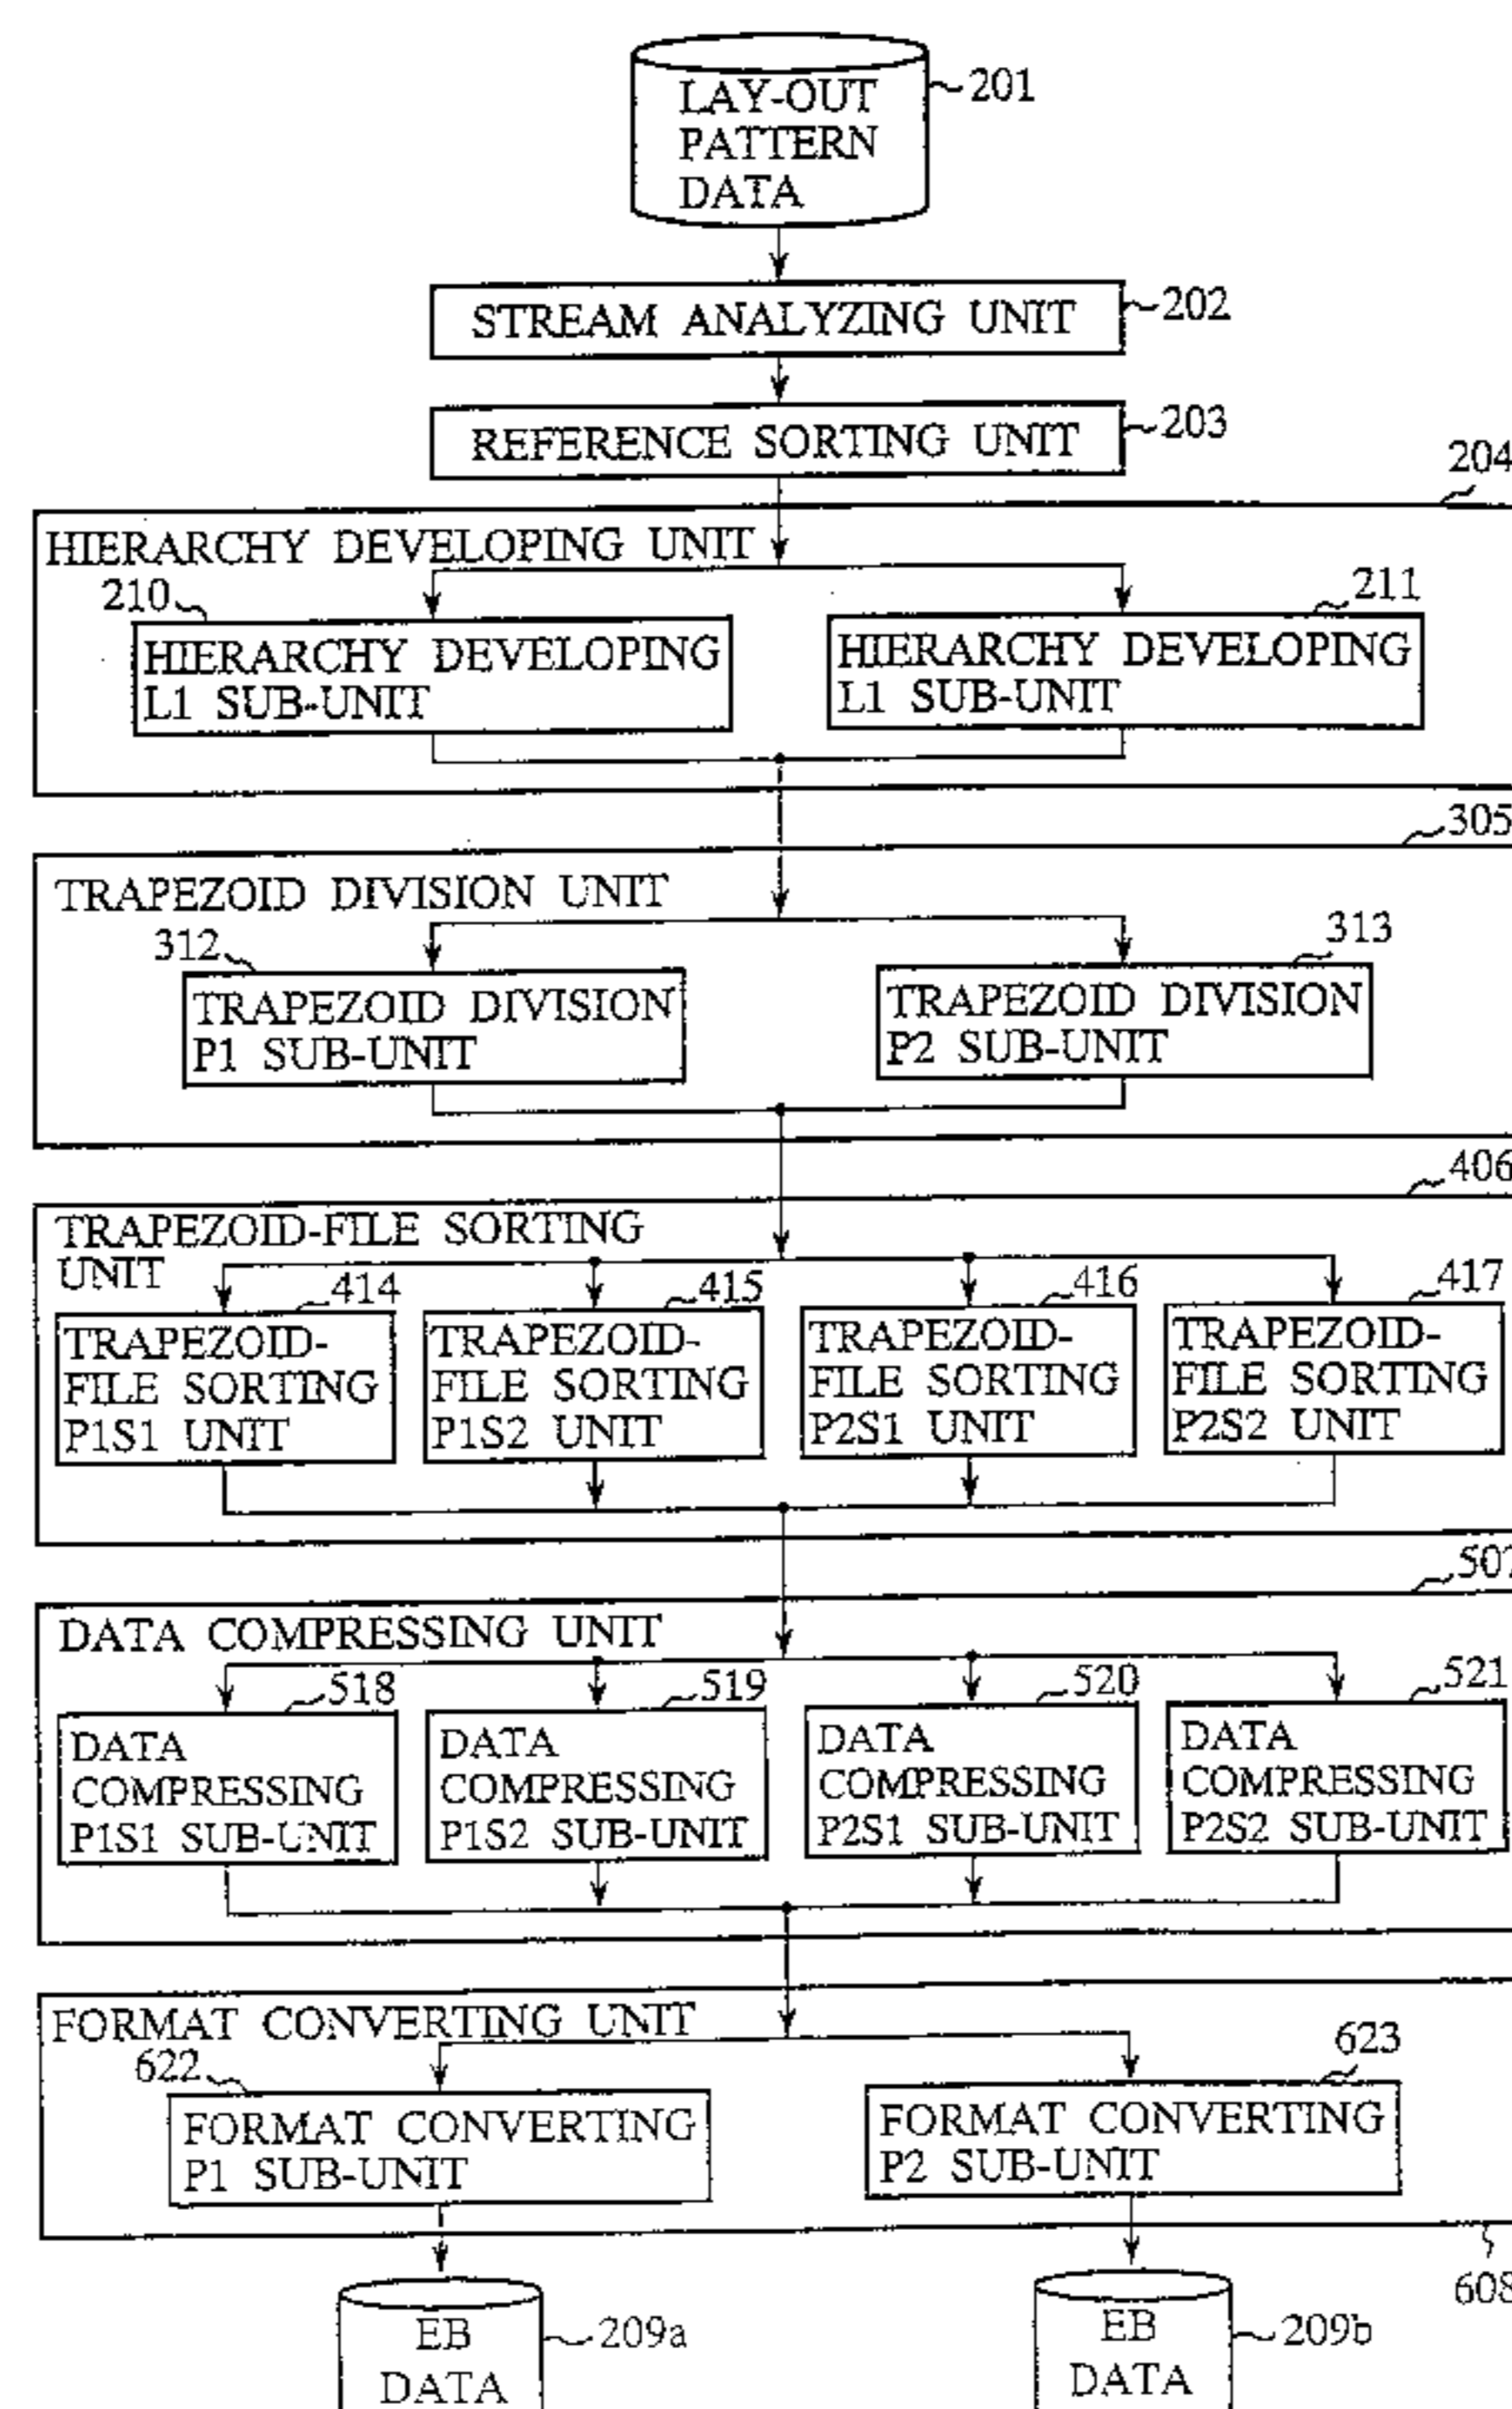 LAY-OUT
PATTERN
DATA
201
STREAM ANALYZING UNIT
202
REFERENCE SORTING UNIT
203
204
HIERARCHY DEVELOPING UNIT
210
211
HIERARCHY DEVELOPING
L1 SUB-UNIT
HIERARCHY DEVELOPING
L1 SUB-UNIT
305
TRAPEZOID DIVISION UNIT
312
313
TRAPEZOID DIVISION
P1 SUB-UNIT
TRAPEZOID DIVISION
P2 SUB-UNIT
406
TRAPEZOID-FILE SORTING
UNIT
414
415
416
417
TRAPEZOID-
FILE SORTING
P1S1 UNIT
TRAPEZOID-
FILE SORTING
P1S2 UNIT
TRAPEZOID-
FILE SORTING
P2S1 UNIT
TRAPEZOID-
FILE SORTING
P2S2 UNIT
507
DATA COMPRESSING UNIT
518
519
520
521
DATA
COMPRESSING
P1S1 SUB-UNIT
DATA
COMPRESSING
P1S2 SUB-UNIT
DATA
COMPRESSING
P2S1 SUB-UNIT
DATA
COMPRESSING
P2S2 SUB-UNIT
FORMAT CONVERTING UNIT
622
623
FORMAT CONVERTING
P1 SUB-UNIT
FORMAT CONVERTING
P2 SUB-UNIT
608
EB
DATA
209a
EB
DATA
209b